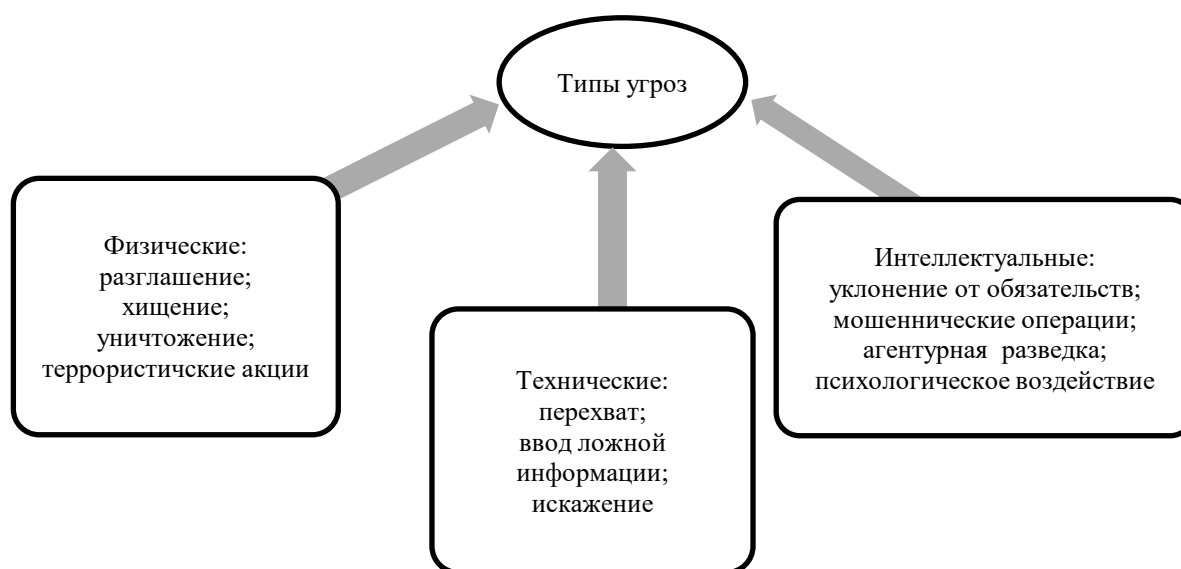 Типы угроз
Физические:
разглашение;
хищение;
уничтожение;
террористичские акции
Технические:
перехват;
ввод ложной
информации;
искажение
Интеллектуальные:
уклонение от обязательств;
мошеннические операции;
агентурная разведка;
психологическое воздействие